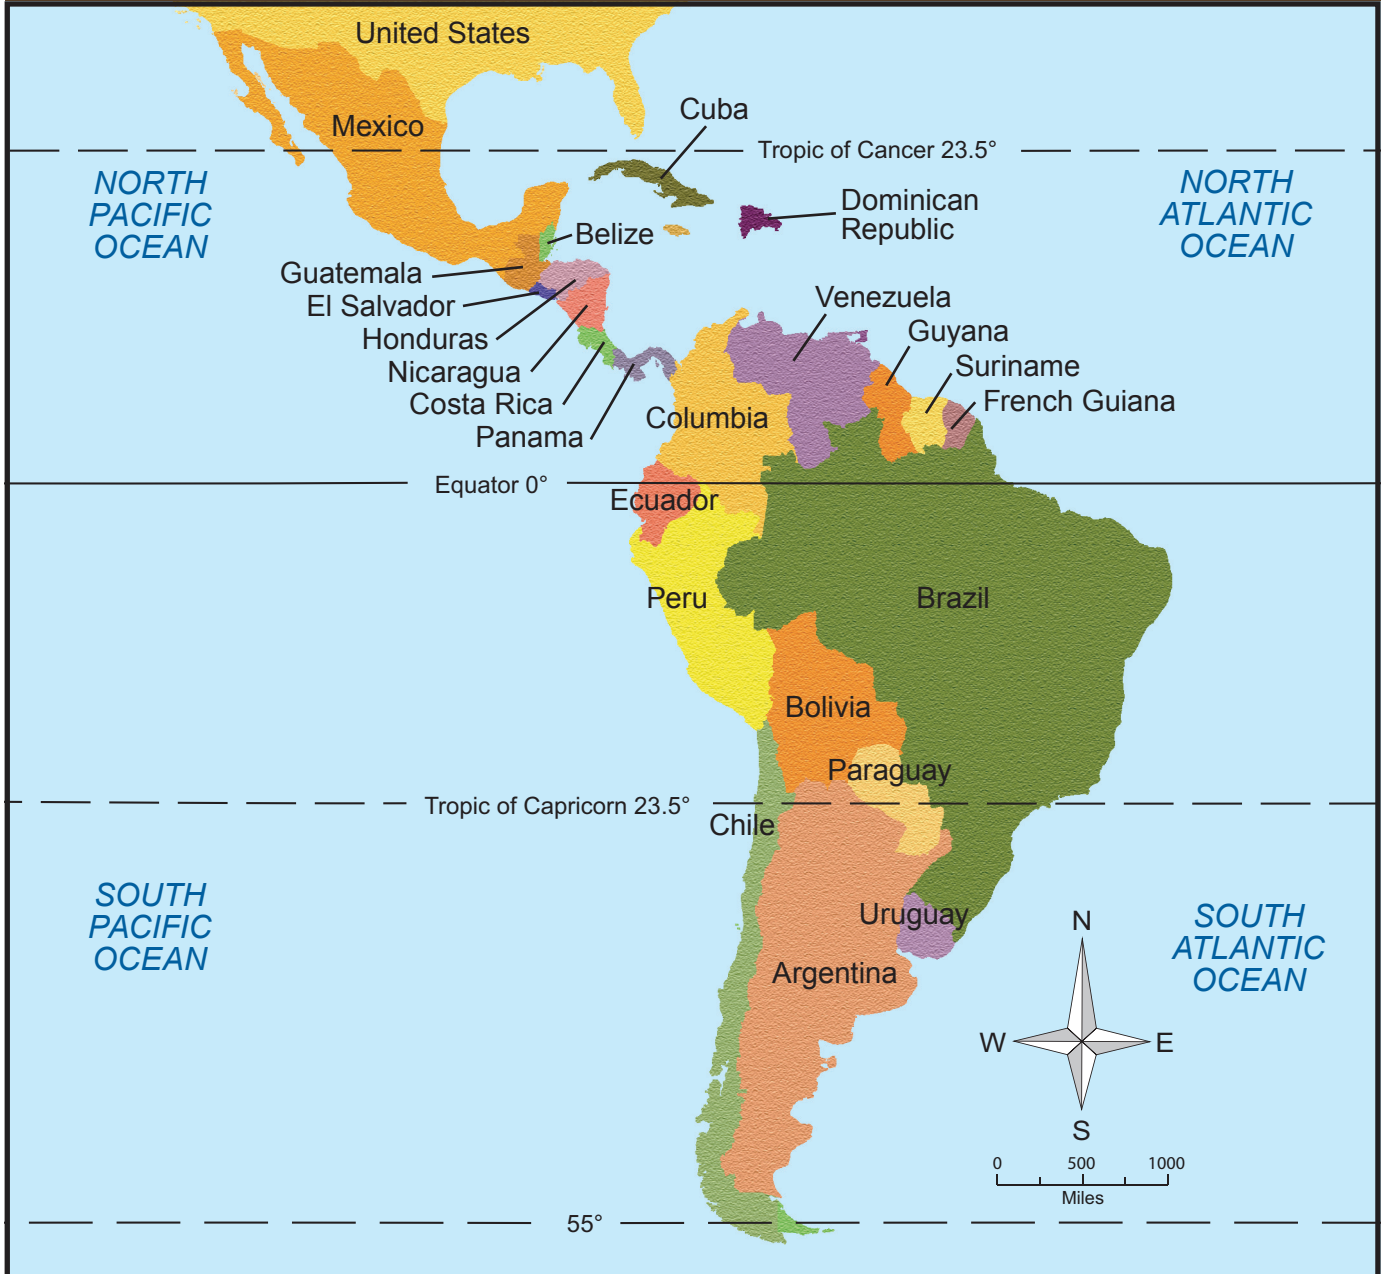 United States
Cuba
Mexico
Tropic of Cancer 23.5°
NORTH
PACIFIC
OCEAN
NORTH
ATLANTIC
OCEAN
Dominican
Republic
Belize
Guatemala
El Salvador
Honduras
Nicaragua
Costa Rica
Panama
Venezuela
Guyana
Suriname
French Guiana
Columbia
Equator 0°
Ecuador
Peru
Brazil
Bolivia
Paraguay
Tropic of Capricorn 23.5°
Chile
SOUTH
PACIFIC
OCEAN
Uruguay
SOUTH
ATLANTIC
OCEAN
Argentina
N
W
E
S
0 500 1000
Miles
55°